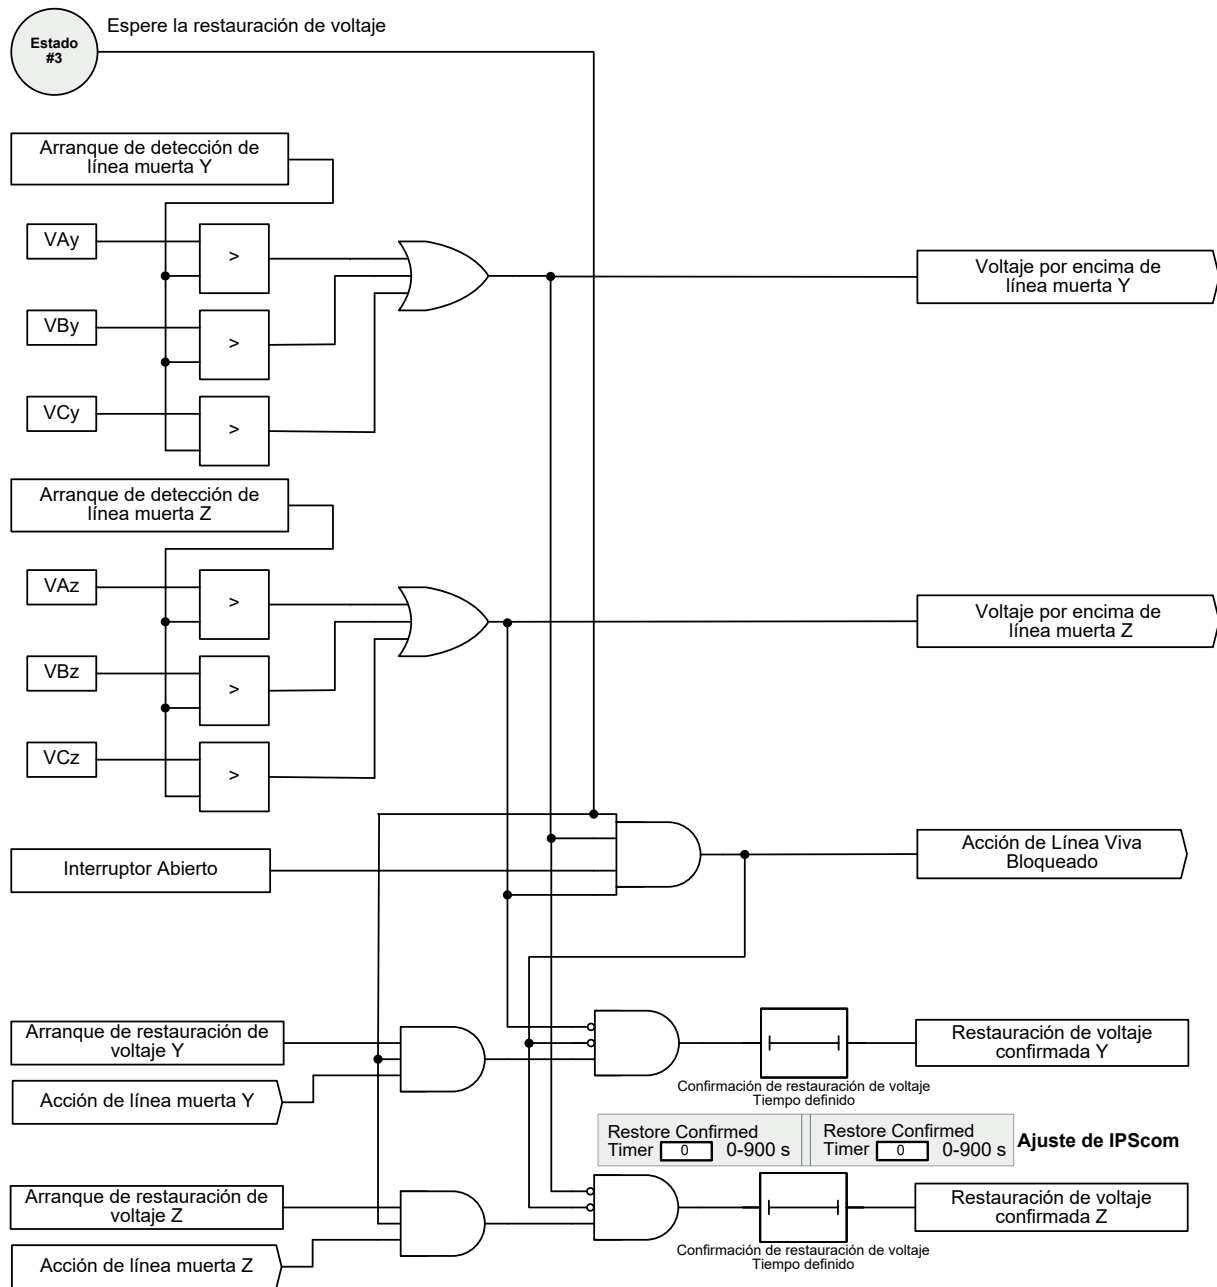 Espere la restauración de voltaje
Estado
#3
Arranque de detección de
línea muerta Y
VAy
>
Voltaje por encima de
línea muerta Y
VBy
>
VCy
>
Arranque de detección de
línea muerta Z
VAz
>
Voltaje por encima de
línea muerta Z
VBz
>
VCz
>
Interruptor Abierto
Acción de Línea Viva
Bloqueado
Arranque de restauración de
voltaje Y
Restauración de voltaje
confirmada Y
Acción de línea muerta Y
Confirmación de restauración de voltaje
Tiempo definido
Restore Confirmed
Timer 0 0-900 s
Restore Confirmed
Timer 0 0-900 s
Ajuste de IPScom
Arranque de restauración de
voltaje Z
Restauración de voltaje
confirmada Z
Acción de línea muerta Z
Confirmación de restauración de voltaje
Tiempo definido